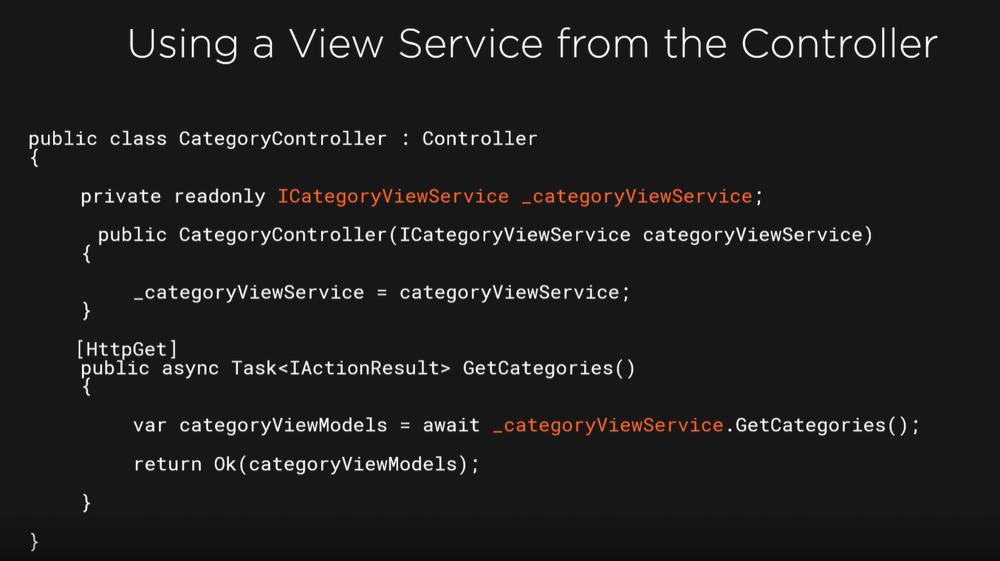 Using a View Service from the Controller
public class CategoryController : Controller
{
private readonly ICategoryViewService _categoryViewService;
public CategoryController(ICategoryViewService categoryViewService)
{
_categoryViewService = categoryViewService;
}
[HttpGet]
public async Task<IActionResult> GetCategories()
{
var categoryViewModels = await _categoryViewService.GetCategories();
return Ok(categoryViewModels);
}
}